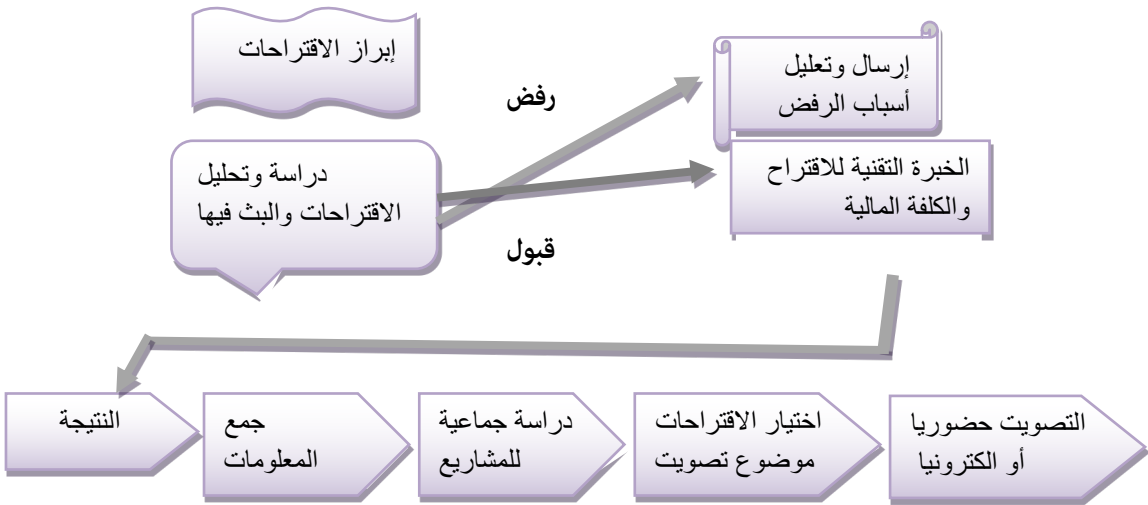 إبراز الاقتراحات
رفض
إرسال وتعليل
أسباب الرفض
دراسة وتحليل
الاقتراحات والبث فيها
قبول
الخبرة التقنية للاقتراح
والكلفة المالية
النتيجة
جمع
المعلومات
دراسة جماعية
للمشاريع
اختيار الاقتراحات
موضوع تصويت
التصويت حضوريا
أو الكترونيا